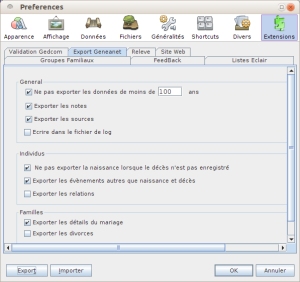 Preferences
Apparence Affichage Données Fichiers Généralités Shortcuts Divers Extensions
Validation Gedcom Export Geneanet Releve Site Web
Groupes Familiaux FeedBack Listes Eclair
General
Ne pas exporter les données de moins de 100 ans
Exporter les notes
Exporter les sources
Ecrire dans le fichier de log
Individus
Ne pas exporter la naissance lorsque le décès n'est pas enregistré
Exporter les évènements autres que naissance et décès
Exporter les relations
Familles
Exporter les détails du mariage
Exporter les divorces
Export Importer OK Annuler